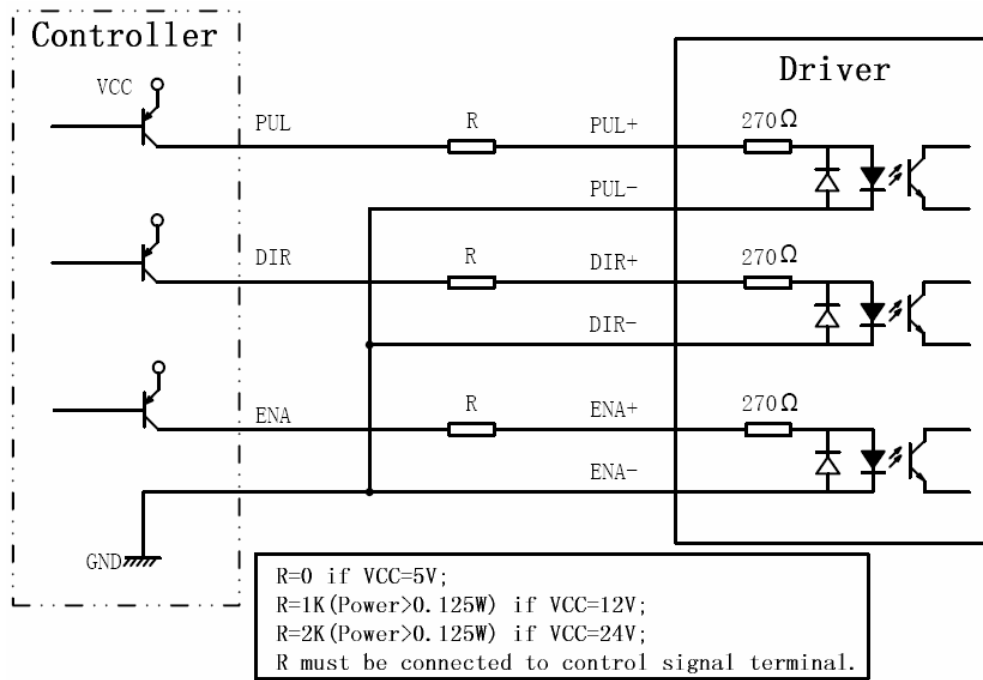 Controller
Driver
VCC
PUL
R
PUL+
270Ω
PUL-
DIR
R
DIR+
270Ω
DIR-
ENA
R
ENA+
270Ω
ENA-
GND
R=0 if VCC=5V;
R=1K(Power>0.125W) if VCC=12V;
R=2K(Power>0.125W) if VCC=24V;
R must be connected to control signal terminal.